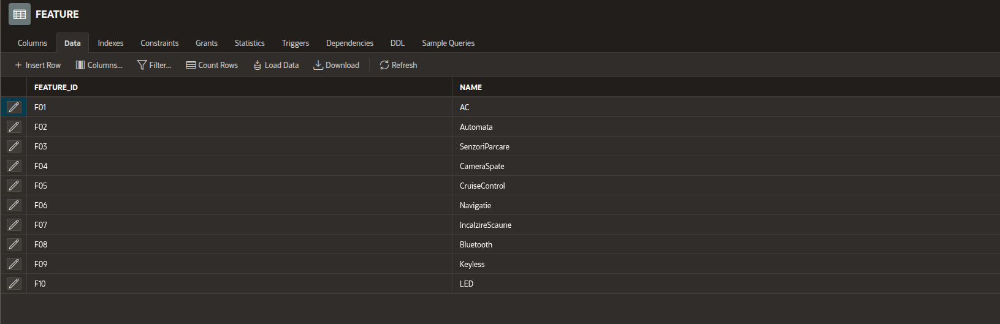 FEATURE
Columns Data Indexes Constraints Grants Statistics Triggers Dependencies DDL Sample Queries
+ Insert Row Columns... Filter... Count Rows Load Data Download Refresh
FEATURE_ID NAME
F01 AC
F02 Automata
F03 SenzoriParcare
F04 CameraSpate
F05 CruiseControl
F06 Navigatie
F07 IncalzireScaune
F08 Bluetooth
F09 Keyless
F10 LED